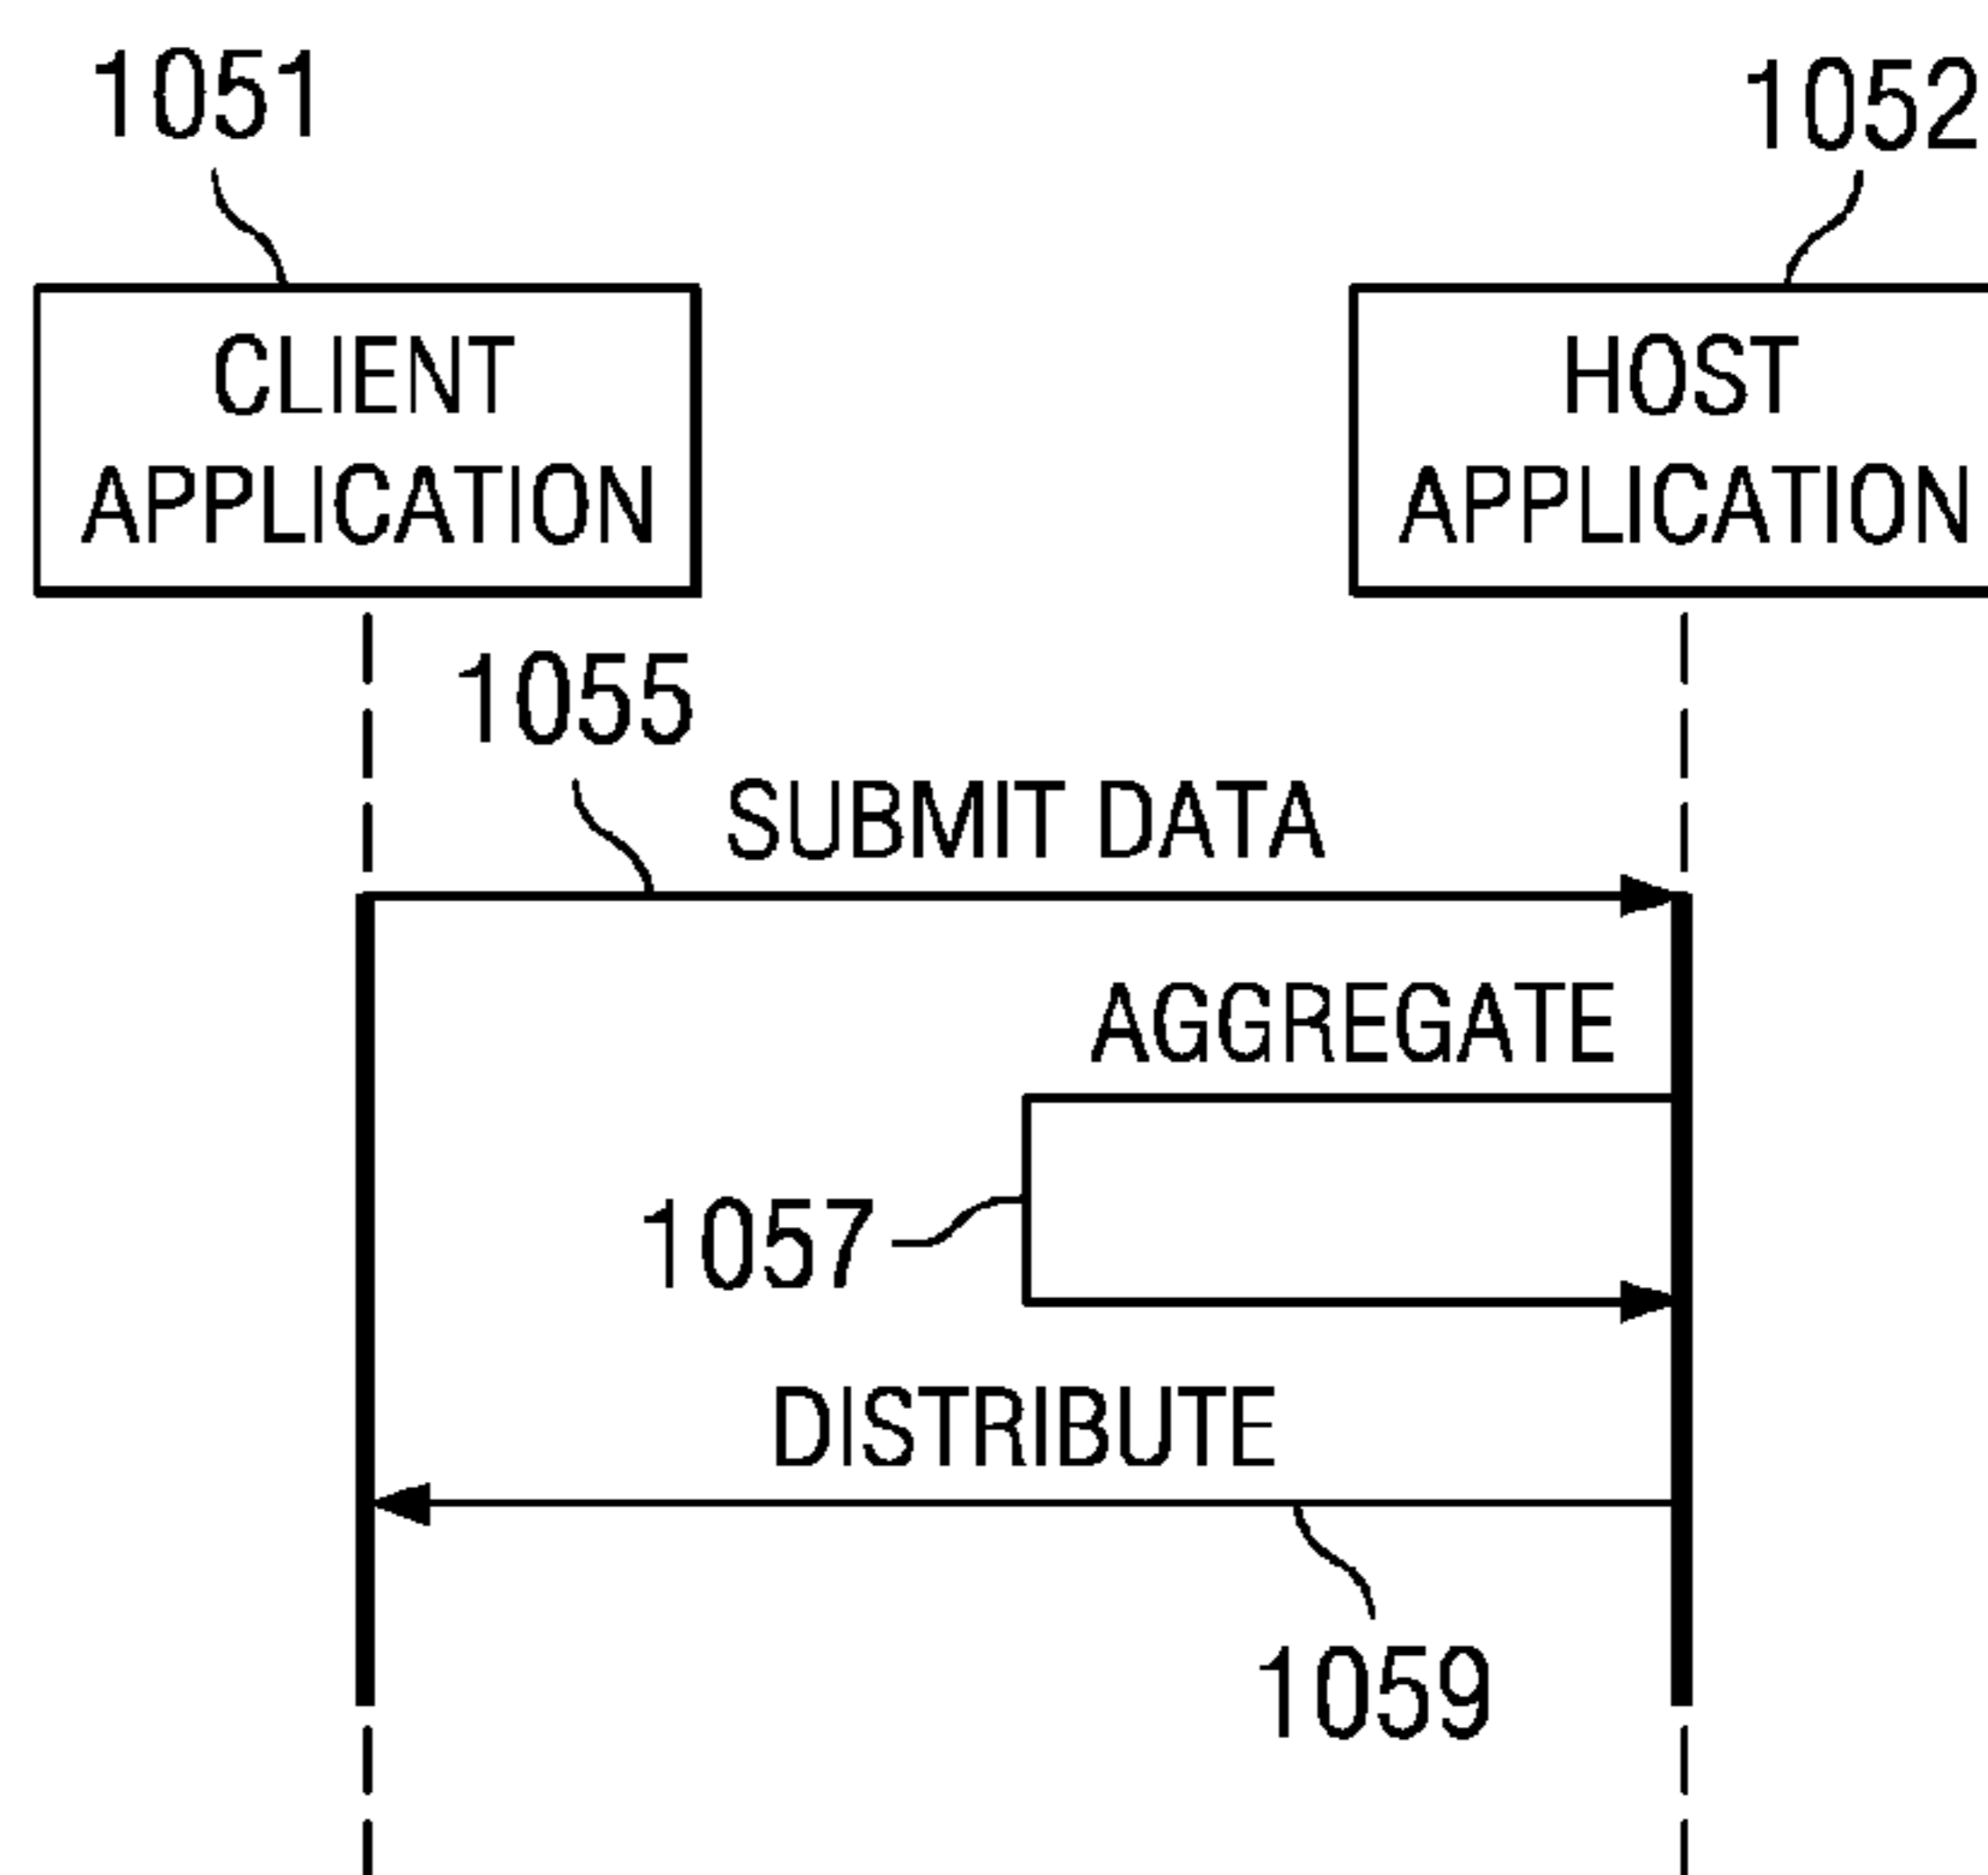 1051
1052
CLIENT
APPLICATION
HOST
APPLICATION
1055
SUBMIT DATA
AGGREGATE
1057
DISTRIBUTE
1059